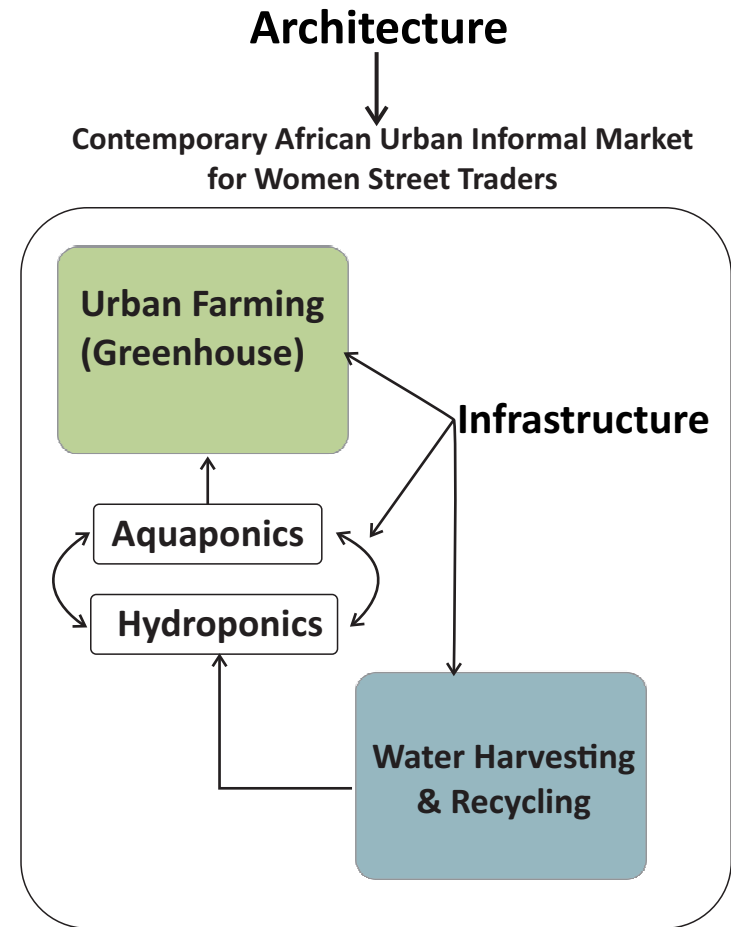 Architecture
Contemporary African Urban Informal Market
for Women Street Traders
Urban Farming
(Greenhouse)
Infrastructure
Aquaponics
Hydroponics
Water Harvesting
& Recycling